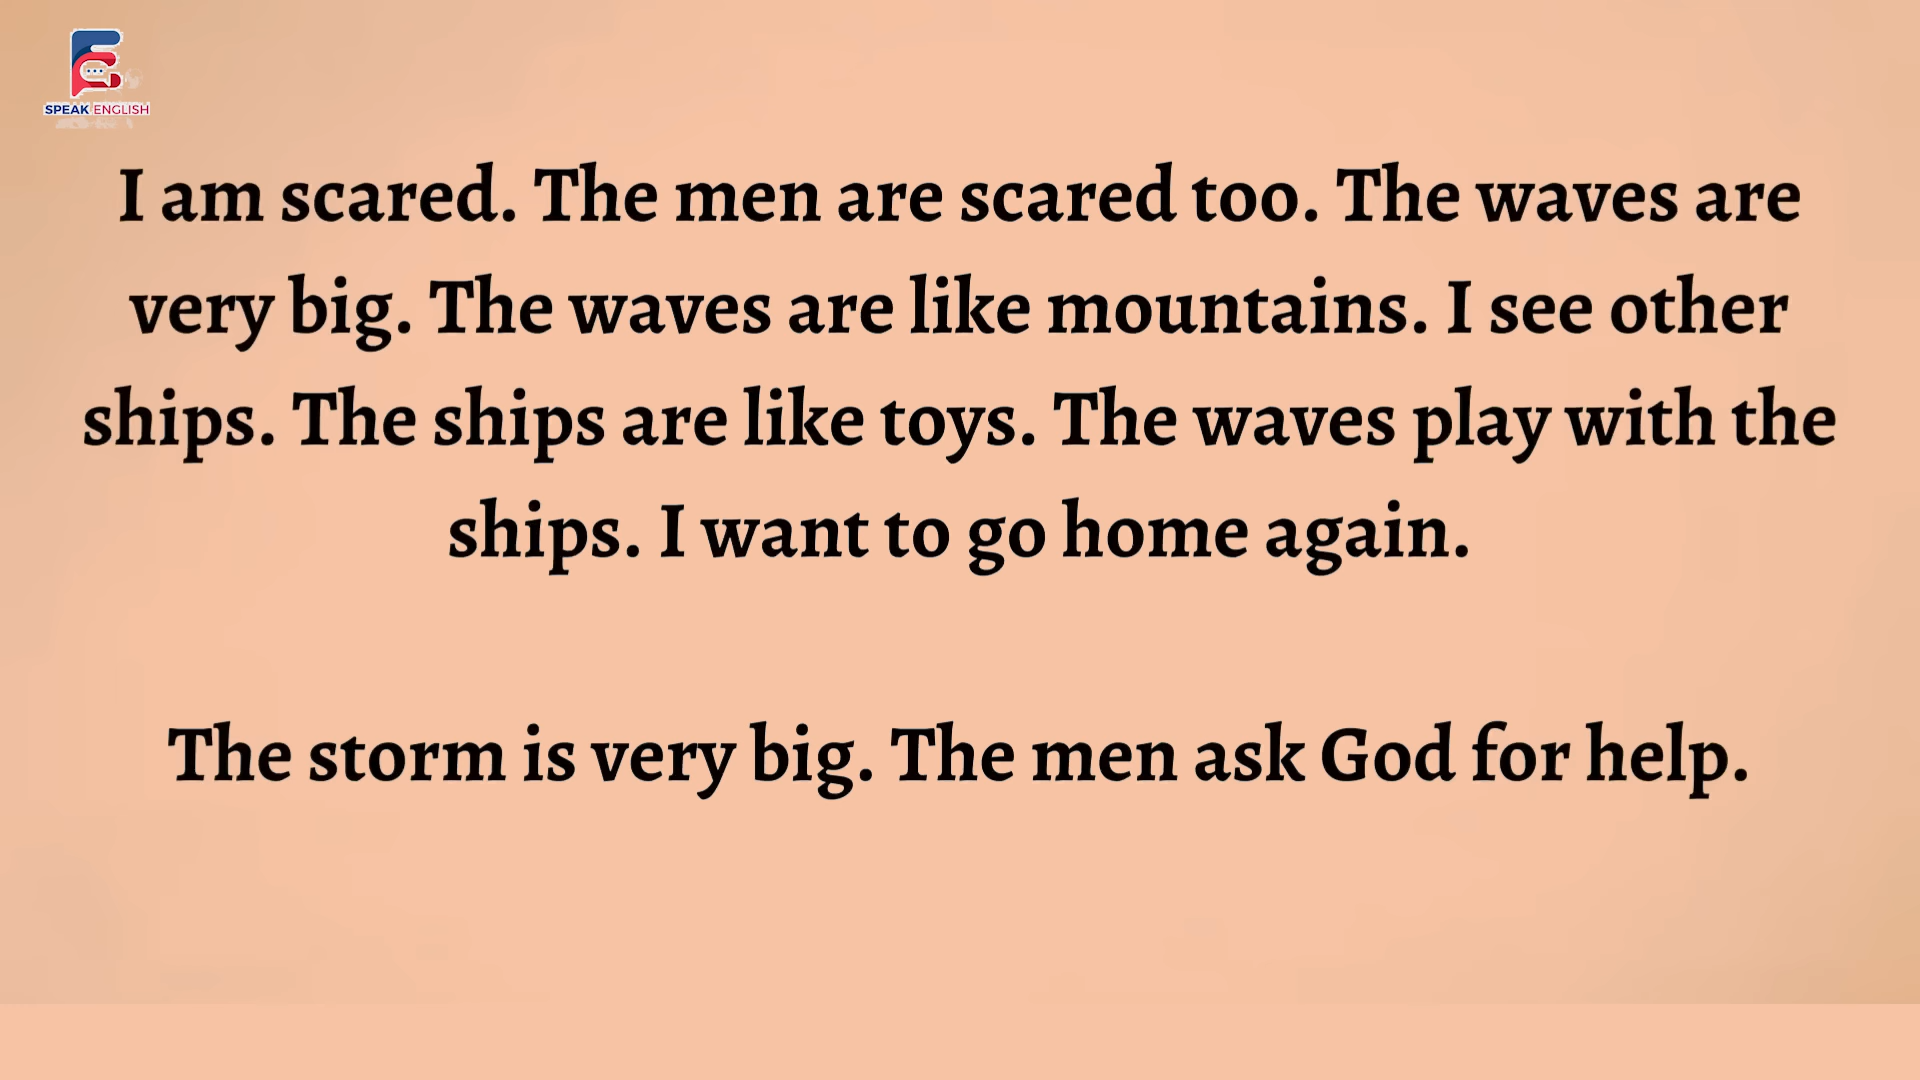 SPEAK ENGLISH
I am scared. The men are scared too. The waves are
very big. The waves are like mountains. I see other
ships. The ships are like toys. The waves play with the
ships. I want to go home again.
The storm is very big. The men ask God for help.